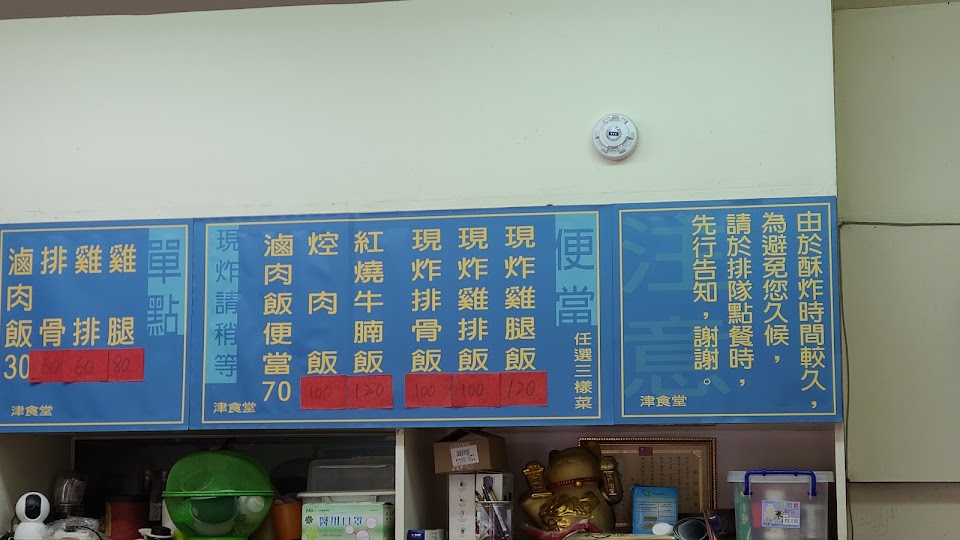 單點
雞腿 80
雞排 60
排骨 60
滷肉飯 30
津食堂
便當
任選三樣菜
現炸雞腿飯 120
現炸雞排飯 100
現炸排骨飯 100
紅燒牛腩飯 120
焢肉飯 100
滷肉飯便當 70
現炸請稍等
津食堂
注意
由於酥炸時間較久，
為避免您久候，
請於排隊點餐時，
先行告知，謝謝。
津食堂
醫用口罩